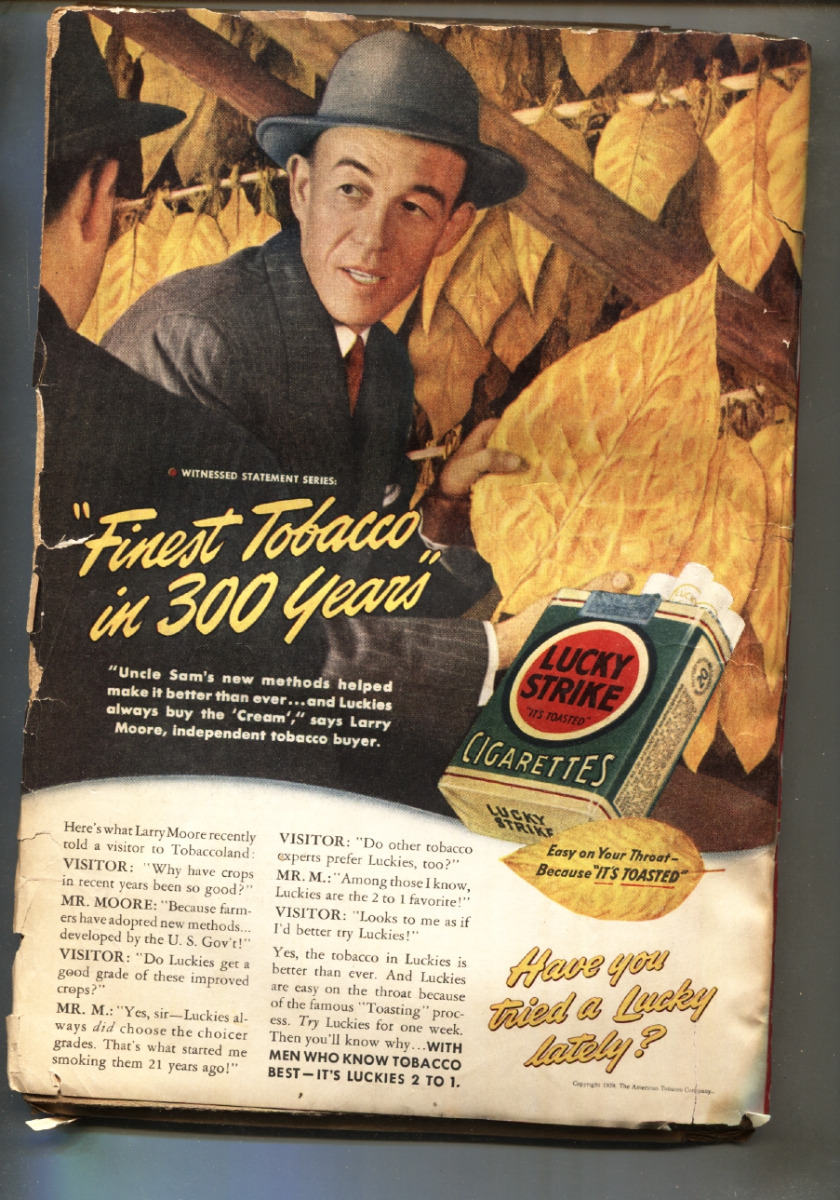 WITNESSED STATEMENT SERIES:
"Finest Tobacco
in 300 Years"
"Uncle Sam's new methods helped
make it better than ever...and Luckies
always buy the 'Cream'," says Larry
Moore, independent tobacco buyer.
LUCKY
STRIKE
"IT'S TOASTED"
CIGARETTES
LUCKY
STRIKE
20
Here's what Larry Moore recently
told a visitor to Tobaccoland:
VISITOR: "Why have crops
in recent years been so good?"
MR. MOORE: "Because farm-
ers have adopted new methods...
developed by the U. S. Gov't!"
VISITOR: "Do Luckies get a
good grade of these improved
crops?"
MR. M.: "Yes, sir—Luckies al-
ways did choose the choicer
grades. That's what started me
smoking them 21 years ago!"
VISITOR: "Do other tobacco
experts prefer Luckies, too?"
MR. M.: "Among those I know,
Luckies are the 2 to 1 favorite!"
VISITOR: "Looks to me as if
I'd better try Luckies!"
Yes, the tobacco in Luckies is
better than ever. And Luckies
are easy on the throat because
of the famous "Toasting" proc-
ess. Try Luckies for one week.
Then you'll know why...WITH
MEN WHO KNOW TOBACCO
BEST—IT'S LUCKIES 2 TO 1.
Easy on Your Throat—
Because "IT'S TOASTED"
Have you
tried a Lucky
lately?
Copyright 1939, The American Tobacco Company